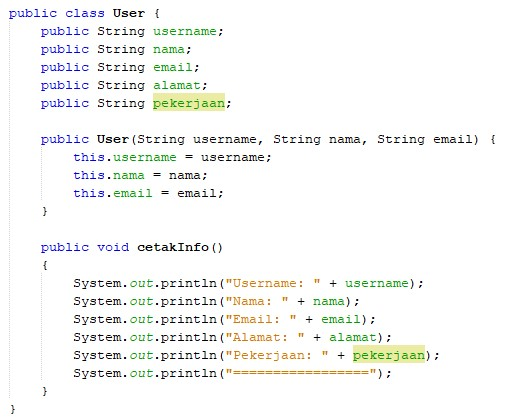 public class User {
    public String username;
    public String nama;
    public String email;
    public String alamat;
    public String pekerjaan;

    public User(String username, String nama, String email) {
        this.username = username;
        this.nama = nama;
        this.email = email;
    }

    public void cetakInfo()
    {
        System.out.println("Username: " + username);
        System.out.println("Nama: " + nama);
        System.out.println("Email: " + email);
        System.out.println("Alamat: " + alamat);
        System.out.println("Pekerjaan: " + pekerjaan);
        System.out.println("=================");
    }
}